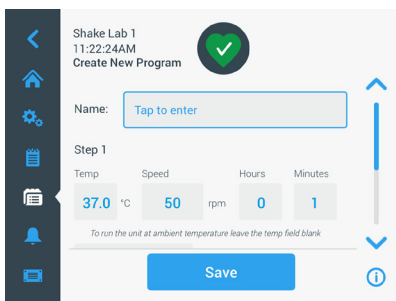 Shake Lab 1
11:22:24AM
Create New Program
Name: Tap to enter
Step 1
Temp Speed Hours Minutes
37.0 °C 50 rpm 0 1
To run the unit at ambient temperature leave the temp field blank
Save